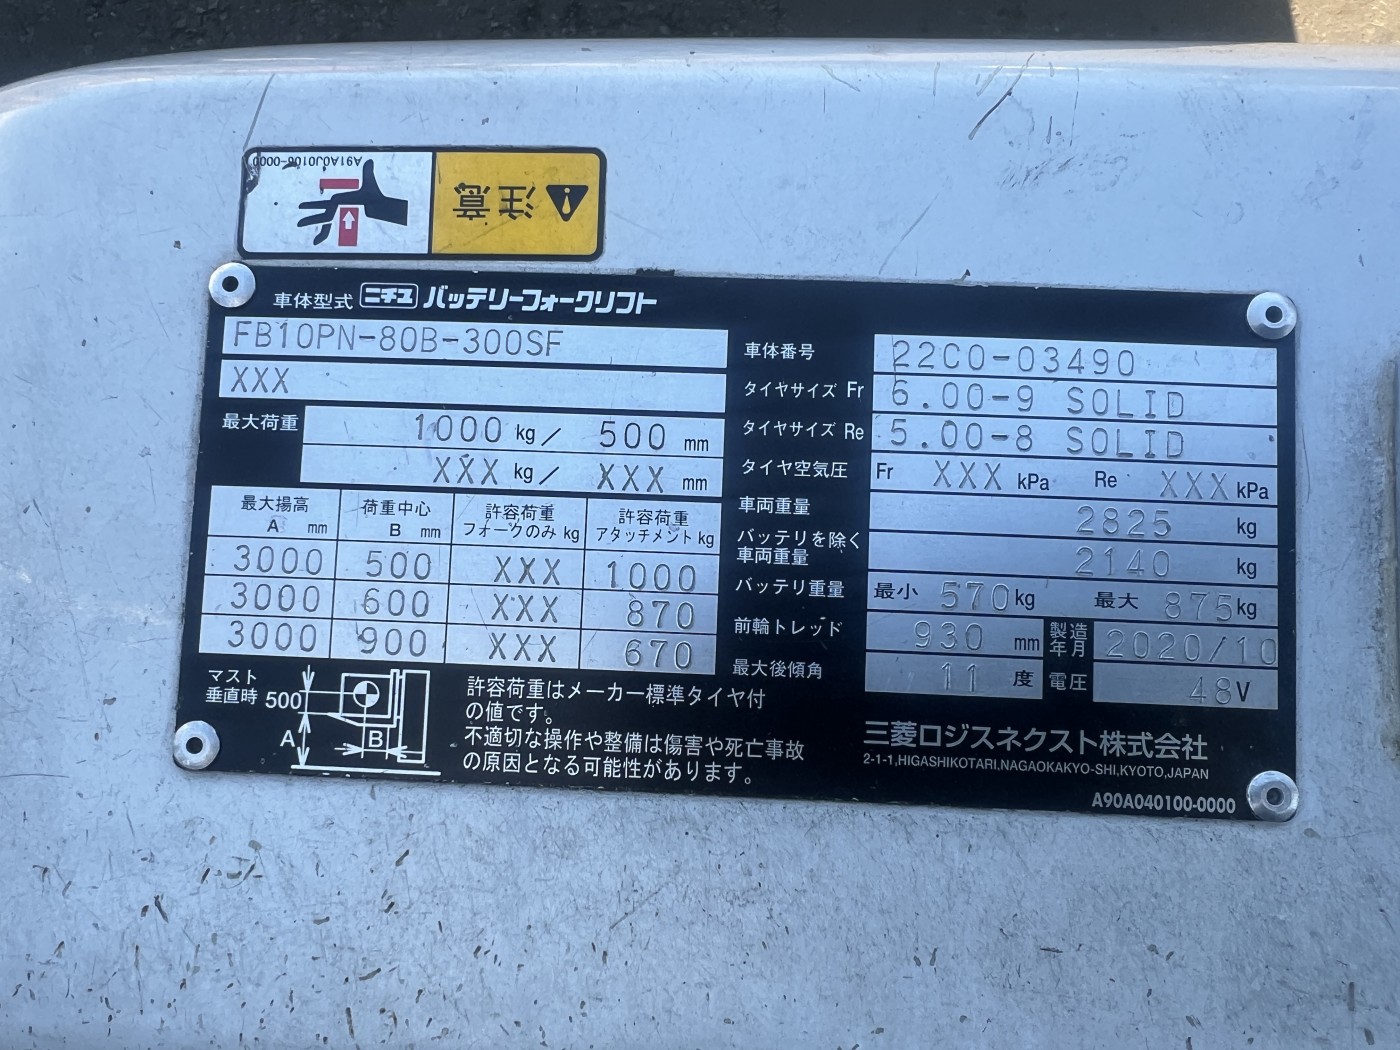 A91A0J0106-0000
注意
車体型式 ニチユ バッテリーフォークリフト
FB10PN-80B-300SF
XXX
最大荷重 1000 kg / 500 mm
XXX kg / XXX mm
最大揚高 A mm 荷重中心 B mm 許容荷重 フォークのみ kg 許容荷重 アタッチメント kg
3000 500 XXX 1000
3000 600 XXX 870
3000 900 XXX 670
マスト
垂直時 500
A
B
許容荷重はメーカー標準タイヤ付
の値です。
不適切な操作や整備は傷害や死亡事故
の原因となる可能性があります。
車体番号 22C0-03490
タイヤサイズ Fr 6.00-9 SOLID
タイヤサイズ Re 5.00-8 SOLID
タイヤ空気圧 Fr XXX kPa Re XXX kPa
車両重量 2825 kg
バッテリを除く
車両重量 2140 kg
バッテリ重量 最小 570 kg 最大 875 kg
前輪トレッド 930 mm 製造年月 2020/10
最大後傾角 11 度 電圧 48 V
三菱ロジスネクスト株式会社
2-1-1,HIGASHIKOTARI,NAGAOKAKYO-SHI,KYOTO,JAPAN
A90A040100-0000